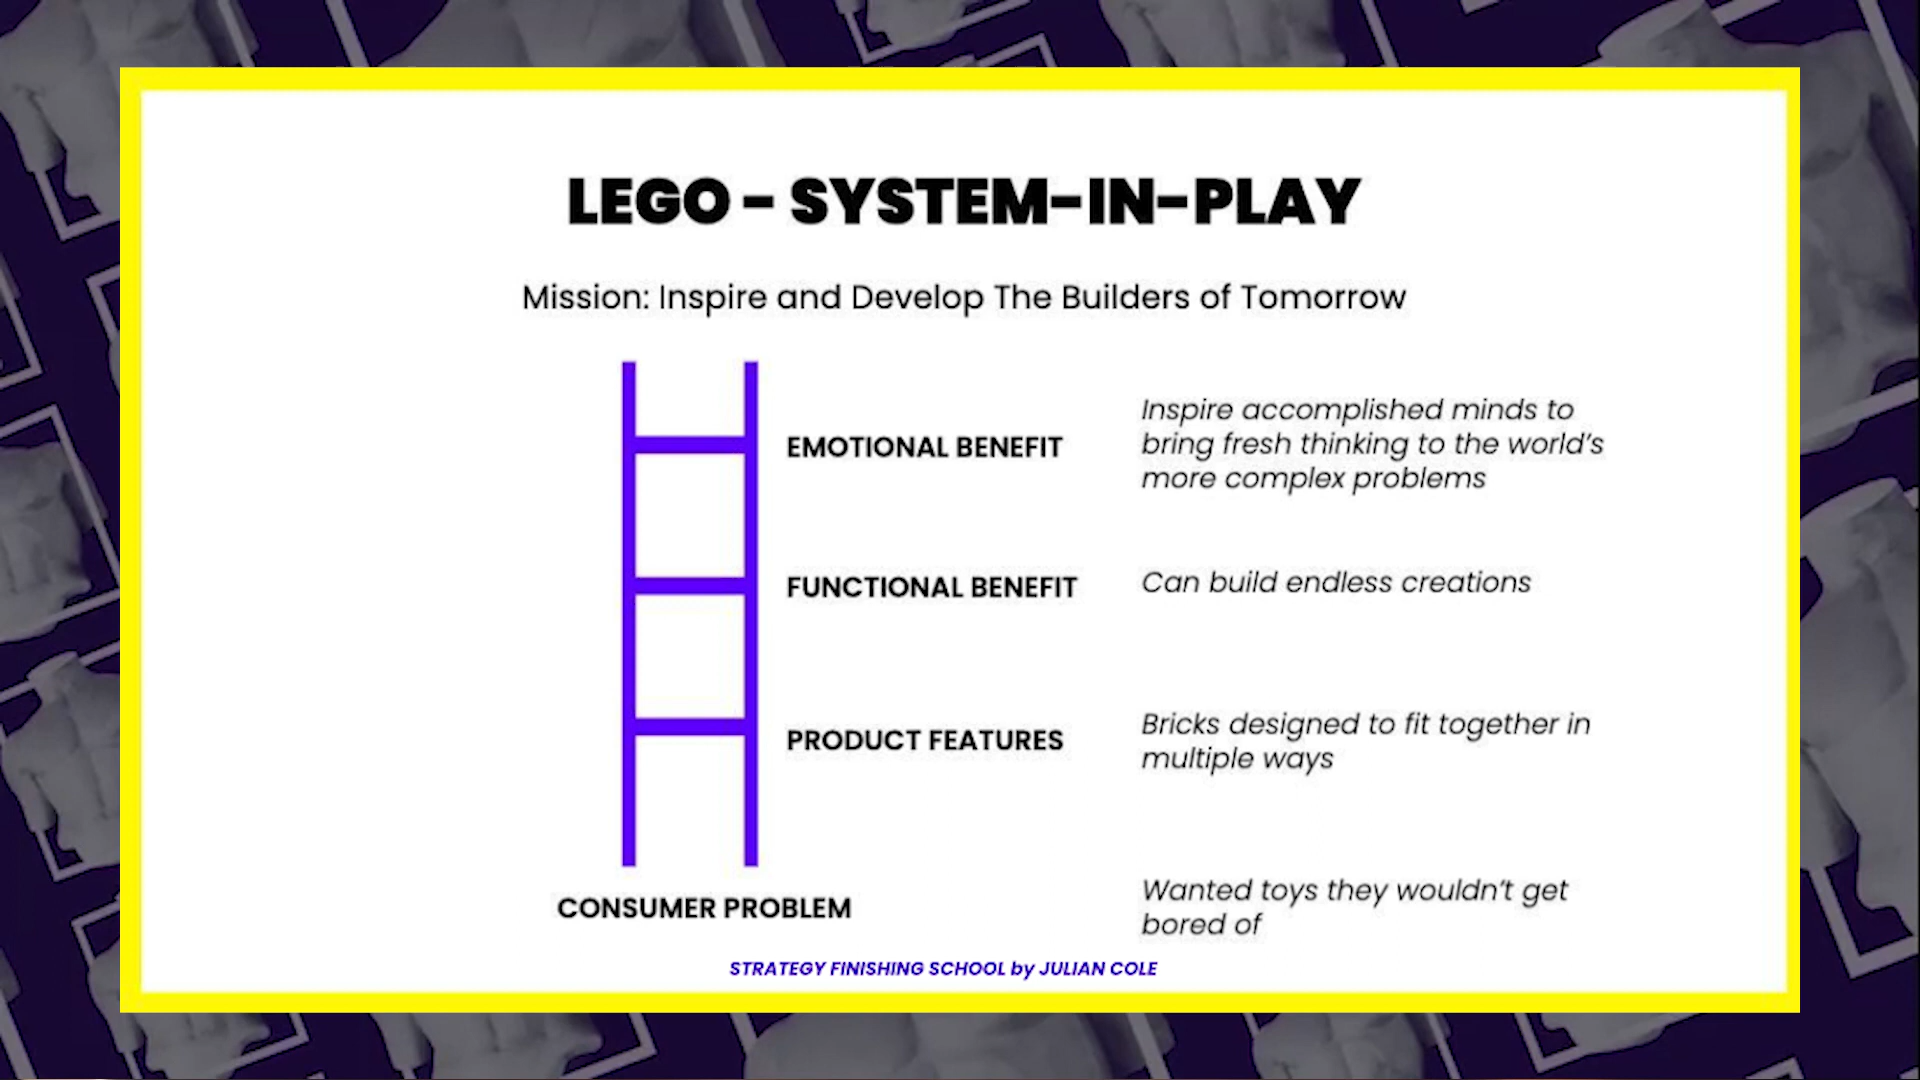 LEGO - SYSTEM-IN-PLAY
Mission: Inspire and Develop The Builders of Tomorrow
EMOTIONAL BENEFIT
Inspire accomplished minds to
bring fresh thinking to the world's
more complex problems
FUNCTIONAL BENEFIT
Can build endless creations
PRODUCT FEATURES
Bricks designed to fit together in
multiple ways
CONSUMER PROBLEM
Wanted toys they wouldn't get
bored of
STRATEGY FINISHING SCHOOL by JULIAN COLE